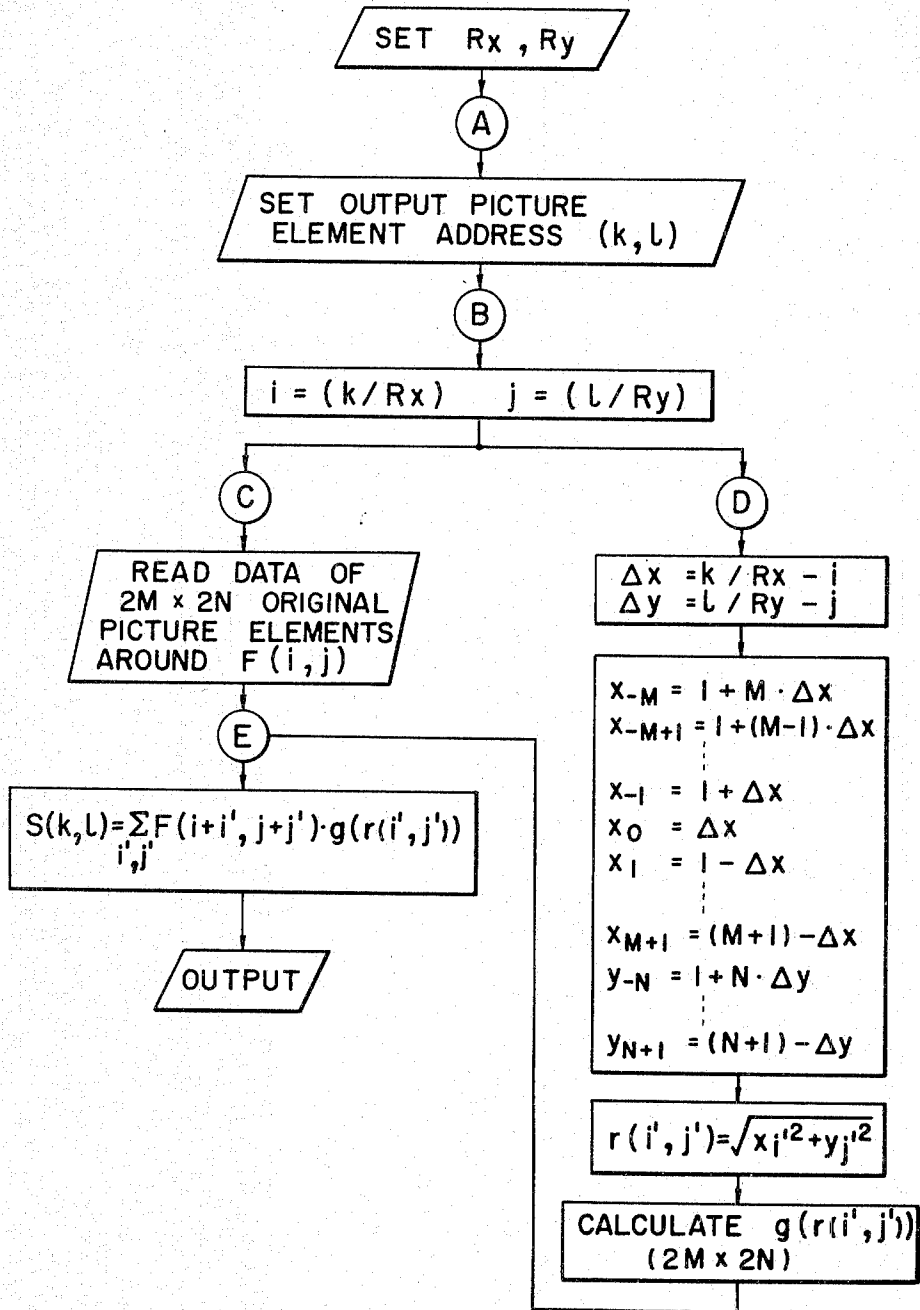 SET Rx , Ry
A
SET OUTPUT PICTURE
ELEMENT ADDRESS (k, l)
B
i = (k/Rx) j = (l/Ry)
C
D
READ DATA OF
2M × 2N ORIGINAL
PICTURE ELEMENTS
AROUND F(i, j)
Δx = k / Rx - i
Δy = l / Ry - j
E
x-M = 1 + M · Δx
x-M+1 = 1 + (M-1) · Δx
x-1 = 1 + Δx
x0 = Δx
x1 = 1 - Δx
xM+1 = (M+1) - Δx
y-N = 1 + N · Δy
yN+1 = (N+1) - Δy
S(k, l) = Σ F(i+i', j+j') · g(r(i', j'))
i', j'
OUTPUT
r(i', j') = √xi'² + yj'²
CALCULATE g(r(i', j'))
(2M × 2N)